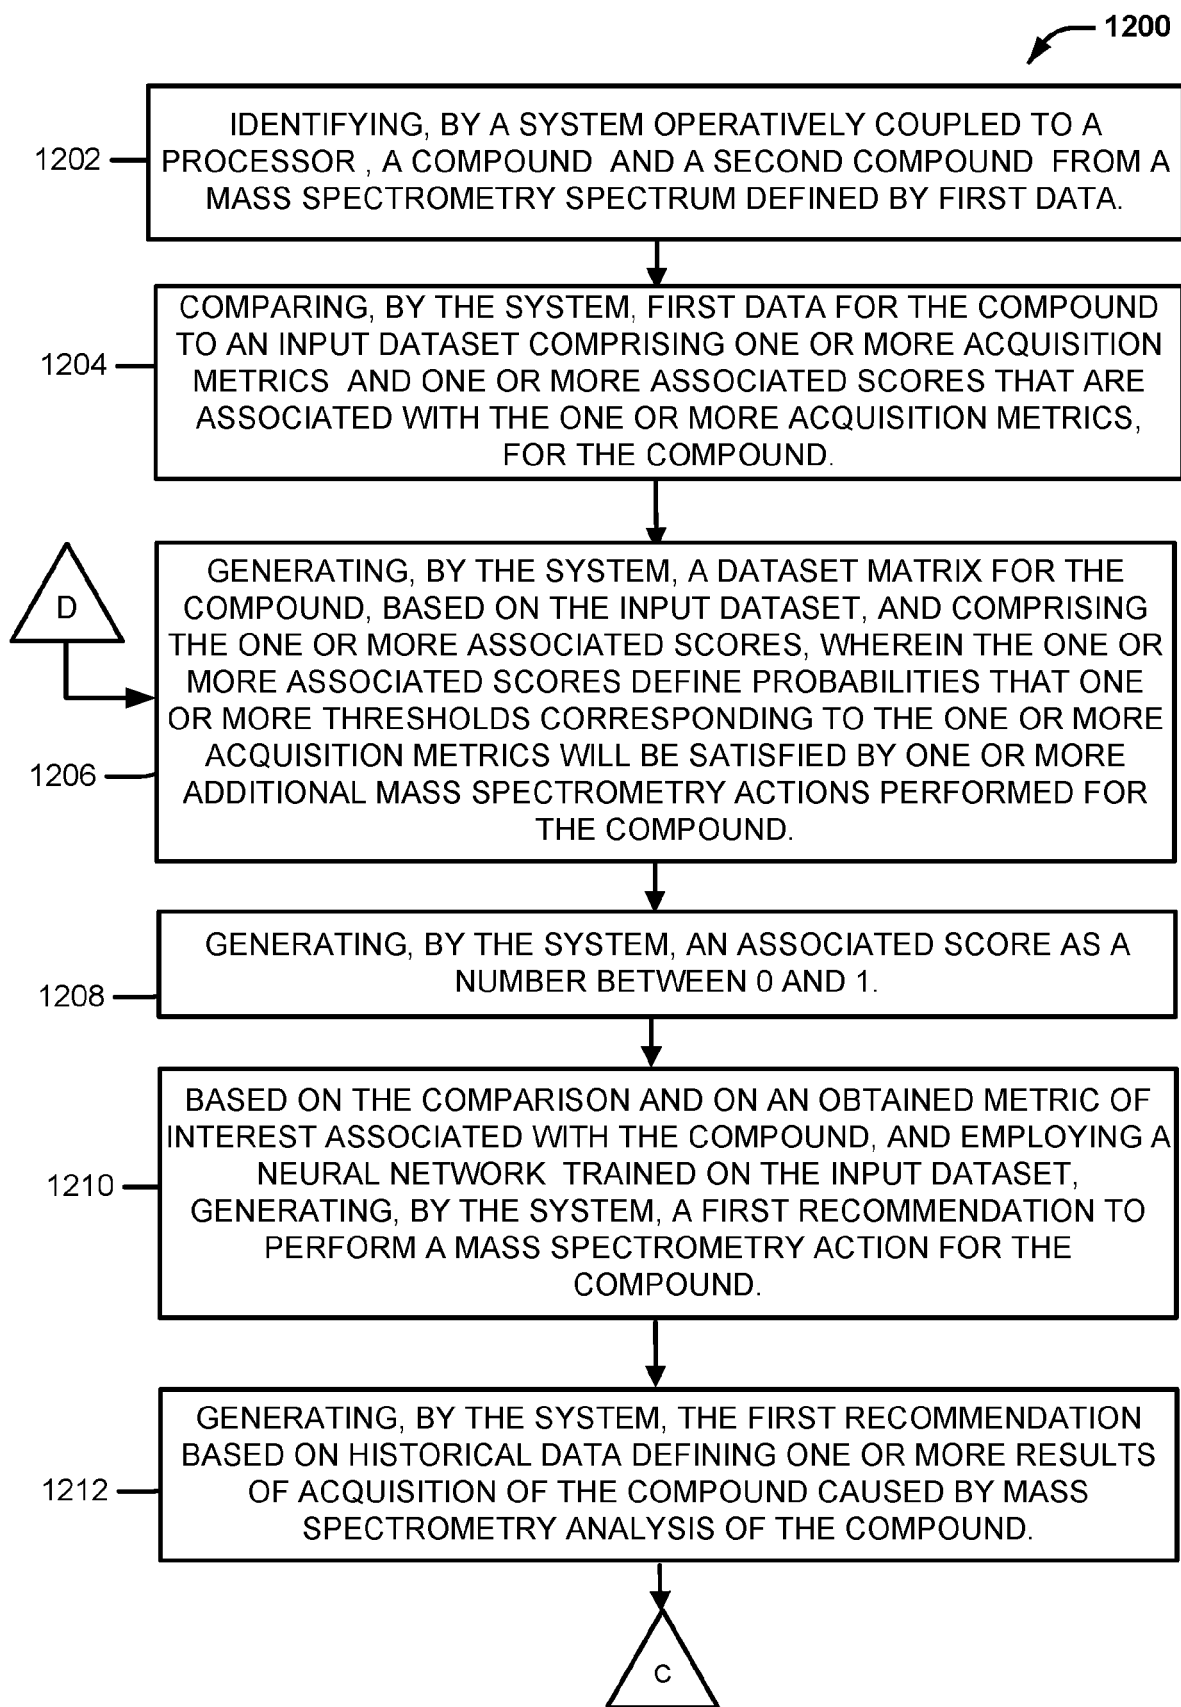 1200
1202
IDENTIFYING, BY A SYSTEM OPERATIVELY COUPLED TO A
PROCESSOR , A COMPOUND AND A SECOND COMPOUND FROM A
MASS SPECTROMETRY SPECTRUM DEFINED BY FIRST DATA.
1204
COMPARING, BY THE SYSTEM, FIRST DATA FOR THE COMPOUND
TO AN INPUT DATASET COMPRISING ONE OR MORE ACQUISITION
METRICS AND ONE OR MORE ASSOCIATED SCORES THAT ARE
ASSOCIATED WITH THE ONE OR MORE ACQUISITION METRICS,
FOR THE COMPOUND.
D
1206
GENERATING, BY THE SYSTEM, A DATASET MATRIX FOR THE
COMPOUND, BASED ON THE INPUT DATASET, AND COMPRISING
THE ONE OR MORE ASSOCIATED SCORES, WHEREIN THE ONE OR
MORE ASSOCIATED SCORES DEFINE PROBABILITIES THAT ONE
OR MORE THRESHOLDS CORRESPONDING TO THE ONE OR MORE
ACQUISITION METRICS WILL BE SATISFIED BY ONE OR MORE
ADDITIONAL MASS SPECTROMETRY ACTIONS PERFORMED FOR
THE COMPOUND.
1208
GENERATING, BY THE SYSTEM, AN ASSOCIATED SCORE AS A
NUMBER BETWEEN 0 AND 1.
1210
BASED ON THE COMPARISON AND ON AN OBTAINED METRIC OF
INTEREST ASSOCIATED WITH THE COMPOUND, AND EMPLOYING A
NEURAL NETWORK TRAINED ON THE INPUT DATASET,
GENERATING, BY THE SYSTEM, A FIRST RECOMMENDATION TO
PERFORM A MASS SPECTROMETRY ACTION FOR THE
COMPOUND.
1212
GENERATING, BY THE SYSTEM, THE FIRST RECOMMENDATION
BASED ON HISTORICAL DATA DEFINING ONE OR MORE RESULTS
OF ACQUISITION OF THE COMPOUND CAUSED BY MASS
SPECTROMETRY ANALYSIS OF THE COMPOUND.
C